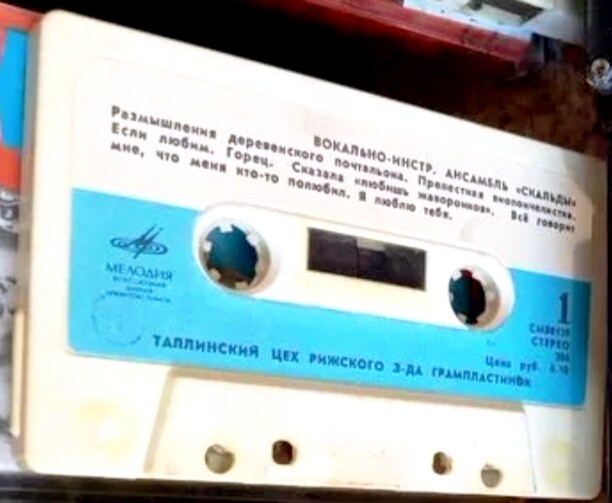 ВОКАЛЬНО-ИНСТР. АНСАМБЛЬ «СКАЛЬДЫ»
Размышления деревенского почтальона. Прелестная виолончелистка.
Если любим. Горец. Сказала «любишь жаворонков». Всё говорит
мне, что меня кто-то полюбил. Я люблю тебя.
МЕЛОДИЯ
1
СТЕРЕО
Цена руб.
ТАЛЛИНСКИЙ ЦЕХ РИЖСКОГО З-ДА ГРАМПЛАСТИНОК